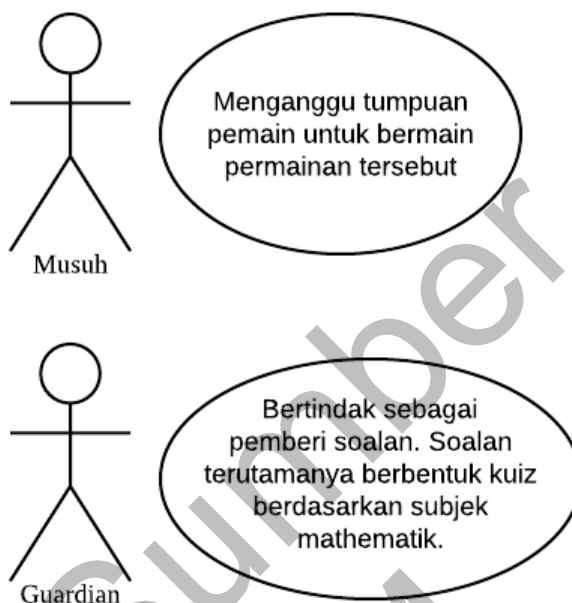 Menganggu tumpuan
pemain untuk bermain
permainan tersebut
Musuh
Bertindak sebagai
pemberi soalan. Soalan
terutamanya berbentuk kuiz
berdasarkan subjek
mathematik.
Guardian
Sumber